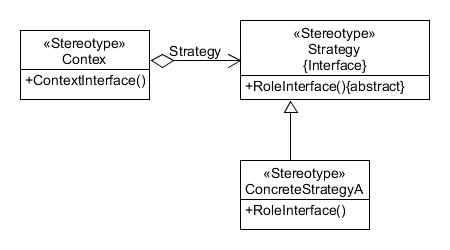 «Stereotype»
Contex
+ContextInterface()
Strategy
«Stereotype»
Strategy
{Interface}
+RoleInterface(){abstract}
«Stereotype»
ConcreteStrategyA
+RoleInterface()